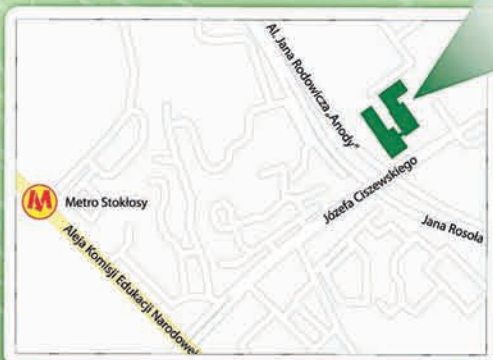 Al. Jana Rodowicza „Anody"
Józefa Ciszewskiego
Jana Rosoła
M Metro Stokłosy
Aleja Komisji Edukacji Narodowej